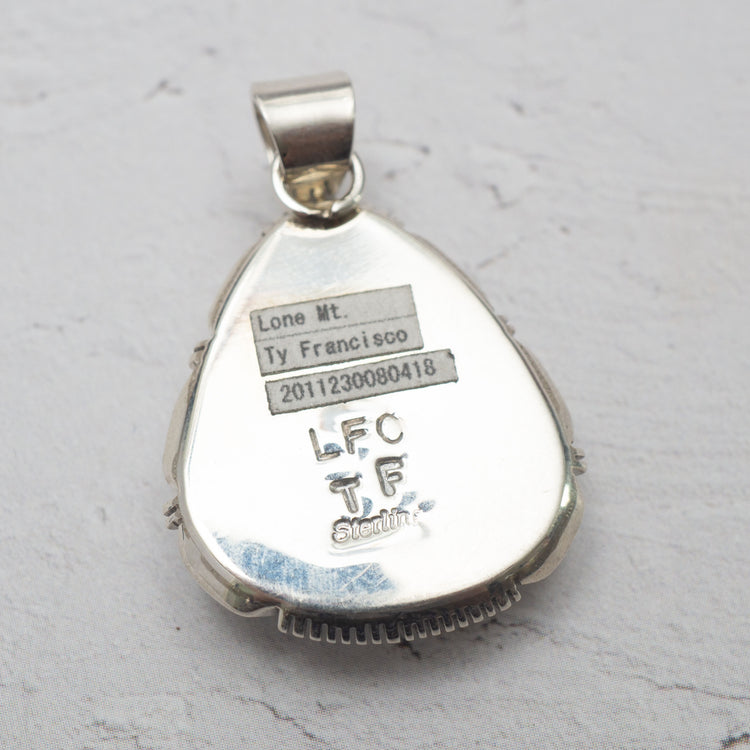 Lone Mt.
Ty Francisco
2011230080418
LFC
TF
Sterling